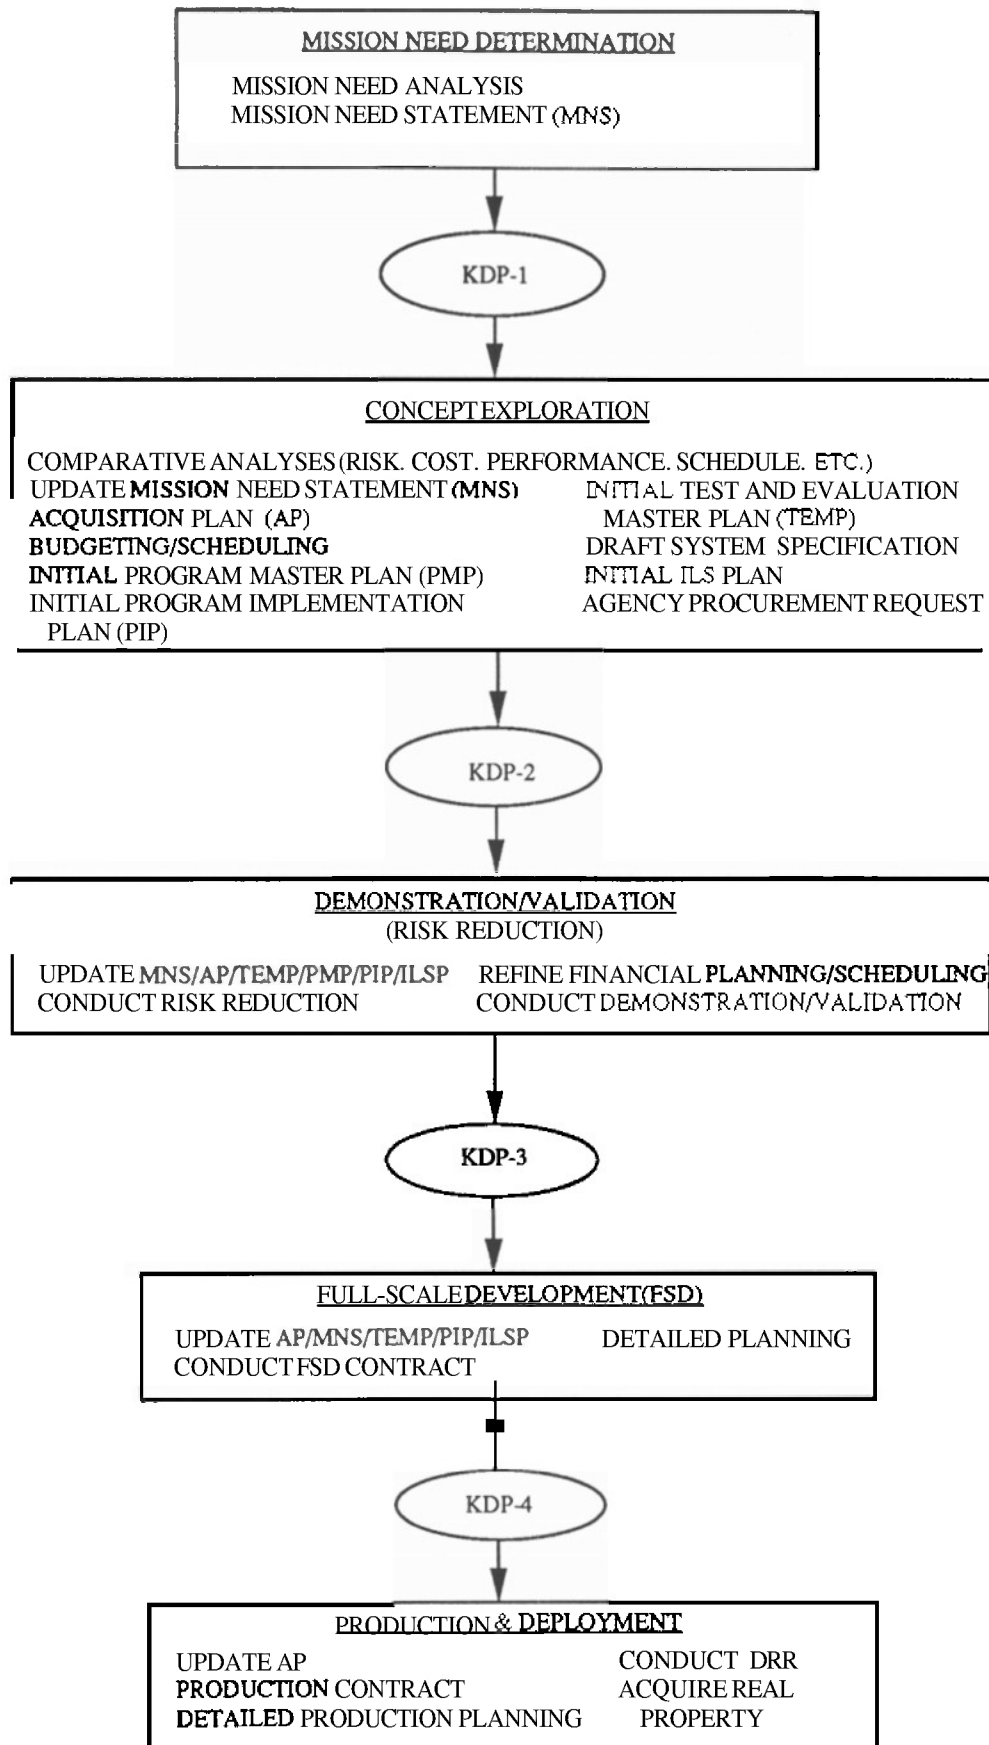 MISSION NEED DETERMINATION
MISSION NEED ANALYSIS
MISSION NEED STATEMENT (MNS)
KDP-1
CONCEPT EXPLORATION
COMPARATIVE ANALYSES (RISK. COST. PERFORMANCE. SCHEDULE. ETC.)
UPDATE MISSION NEED STATEMENT (MNS)
ACQUISITION PLAN (AP)
BUDGETING/SCHEDULING
INITIAL PROGRAM MASTER PLAN (PMP)
INITIAL PROGRAM IMPLEMENTATION
PLAN (PIP)
INITIAL TEST AND EVALUATION
MASTER PLAN (TEMP)
DRAFT SYSTEM SPECIFICATION
INITIAL ILS PLAN
AGENCY PROCUREMENT REQUEST
KDP-2
DEMONSTRATION/VALIDATION
(RISK REDUCTION)
UPDATE MNS/AP/TEMP/PMP/PIP/ILSP
CONDUCT RISK REDUCTION
REFINE FINANCIAL PLANNING/SCHEDULING
CONDUCT DEMONSTRATION/VALIDATION
KDP-3
FULL-SCALE DEVELOPMENT (FSD)
UPDATE AP/MNS/TEMP/PIP/ILSP
CONDUCT FSD CONTRACT
DETAILED PLANNING
KDP-4
PRODUCTION & DEPLOYMENT
UPDATE AP
PRODUCTION CONTRACT
DETAILED PRODUCTION PLANNING
CONDUCT DRR
ACQUIRE REAL
PROPERTY